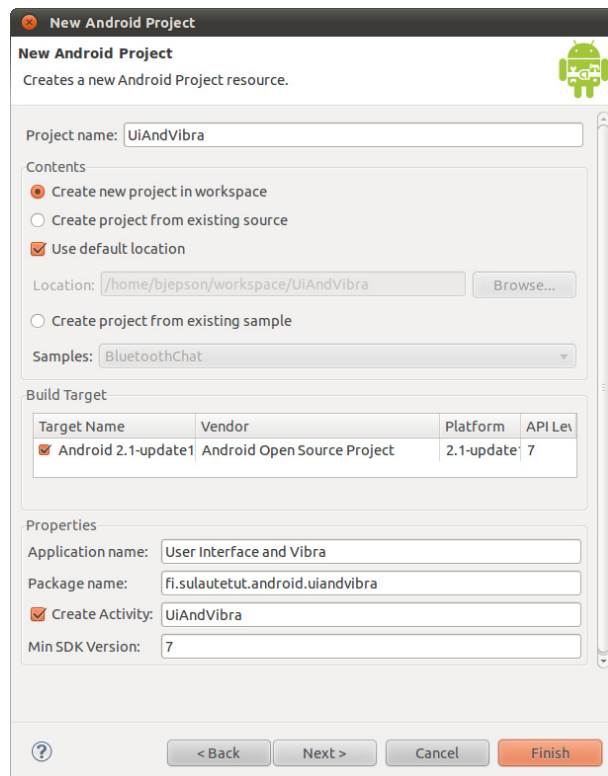 New Android Project
New Android Project
Creates a new Android Project resource.
Project name: UiAndVibra
Contents
Create new project in workspace
Create project from existing source
Use default location
Location: /home/bjepson/workspace/UiAndVibra Browse...
Create project from existing sample
Samples: BluetoothChat
Build Target
Target Name Vendor Platform API Lev
Android 2.1-update1 Android Open Source Project 2.1-update1 7
Properties
Application name: User Interface and Vibra
Package name: fi.sulautetut.android.uiandvibra
Create Activity: UiAndVibra
Min SDK Version: 7
? < Back Next > Cancel Finish